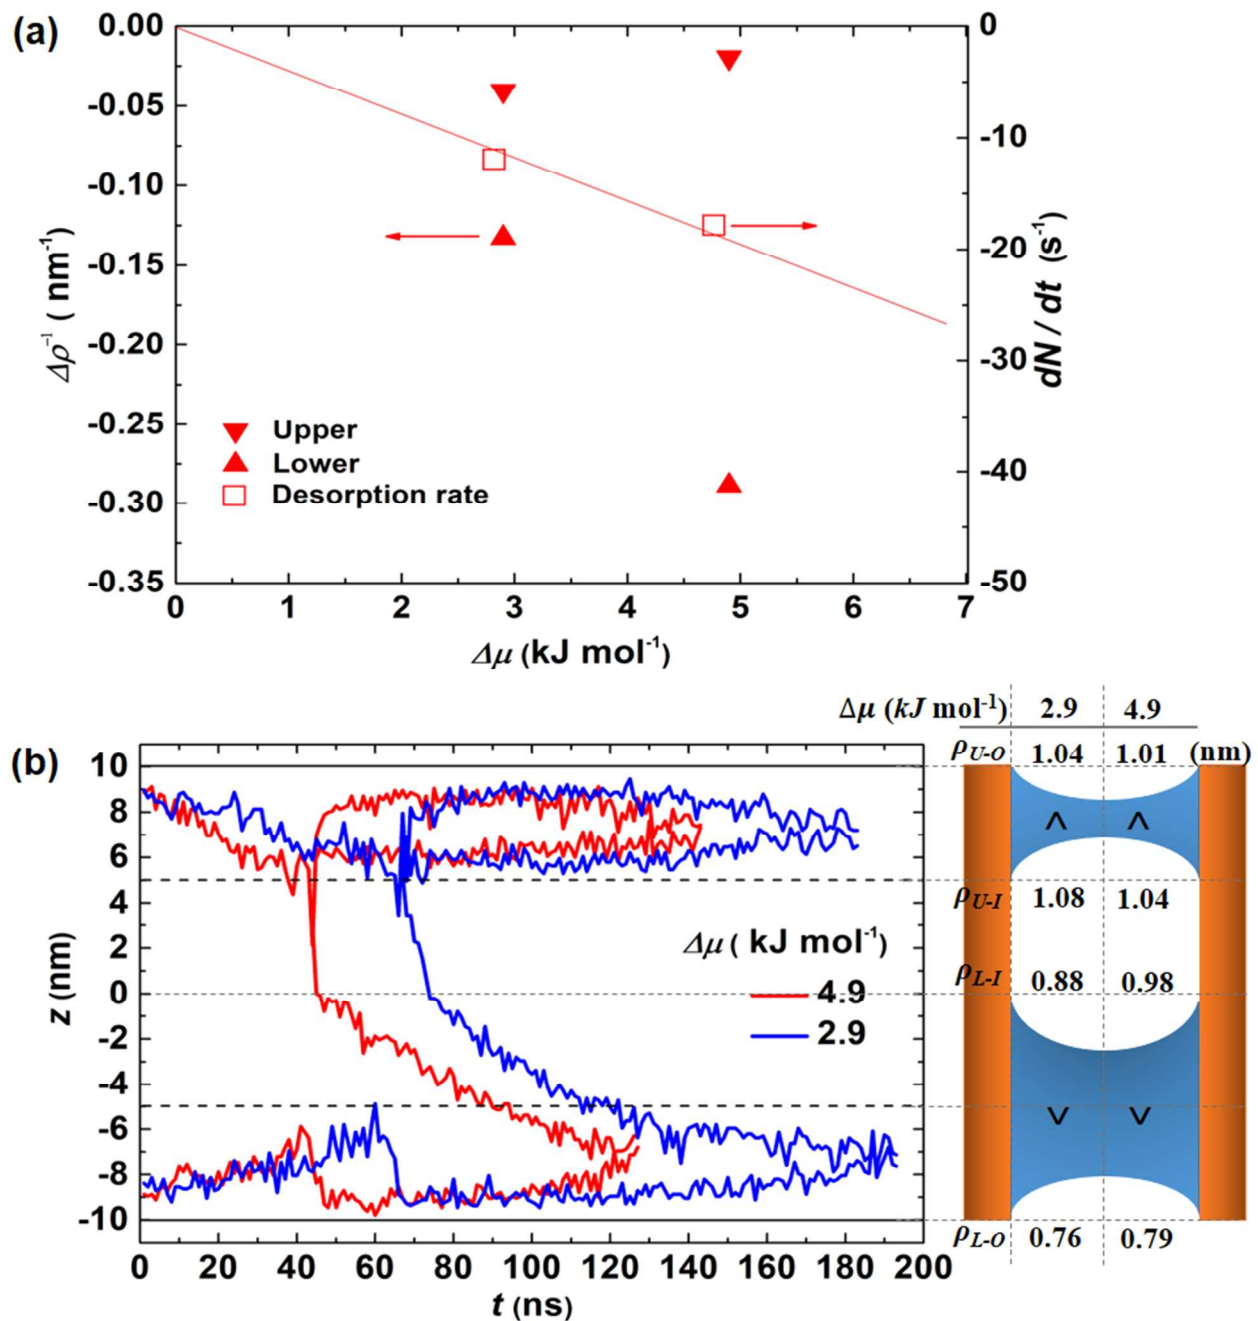 (a)
0.00
-0.05
-0.10
-0.15
-0.20
-0.25
-0.30
-0.35
Δρ⁻¹ ( nm⁻¹)
0
-10
-20
-30
-40
-50
dN / dt (s⁻¹)
Upper
Lower
Desorption rate
0 1 2 3 4 5 6 7
Δμ (kJ mol⁻¹)
(b)
10
8
6
4
2
0
-2
-4
-6
-8
-10
z (nm)
Δμ ( kJ mol⁻¹)
4.9
2.9
0 20 40 60 80 100 120 140 160 180 200
t (ns)
Δμ (kJ mol⁻¹) 2.9 4.9
ρU-O 1.04 1.01 (nm)
< <
ρU-I 1.08 1.04
ρL-I 0.88 0.98
> >
ρL-O 0.76 0.79